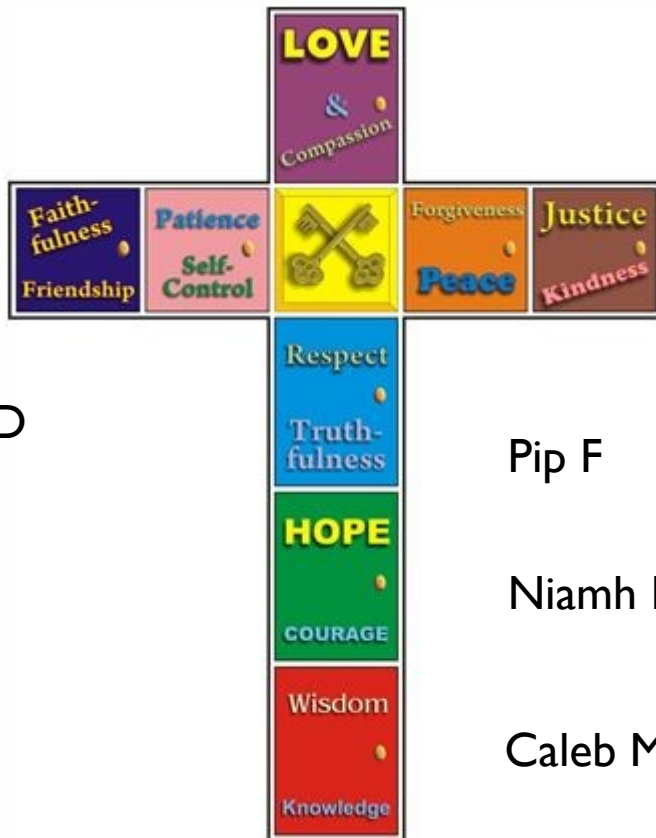 LOVE
&
Compassion
Faith-
fulness
Friendship
Patience
Self-
Control
Forgiveness
Peace
Justice
Kindness
Respect
Truth-
fulness
D
Pip F
HOPE
COURAGE
Niamh
Wisdom
Knowledge
Caleb M